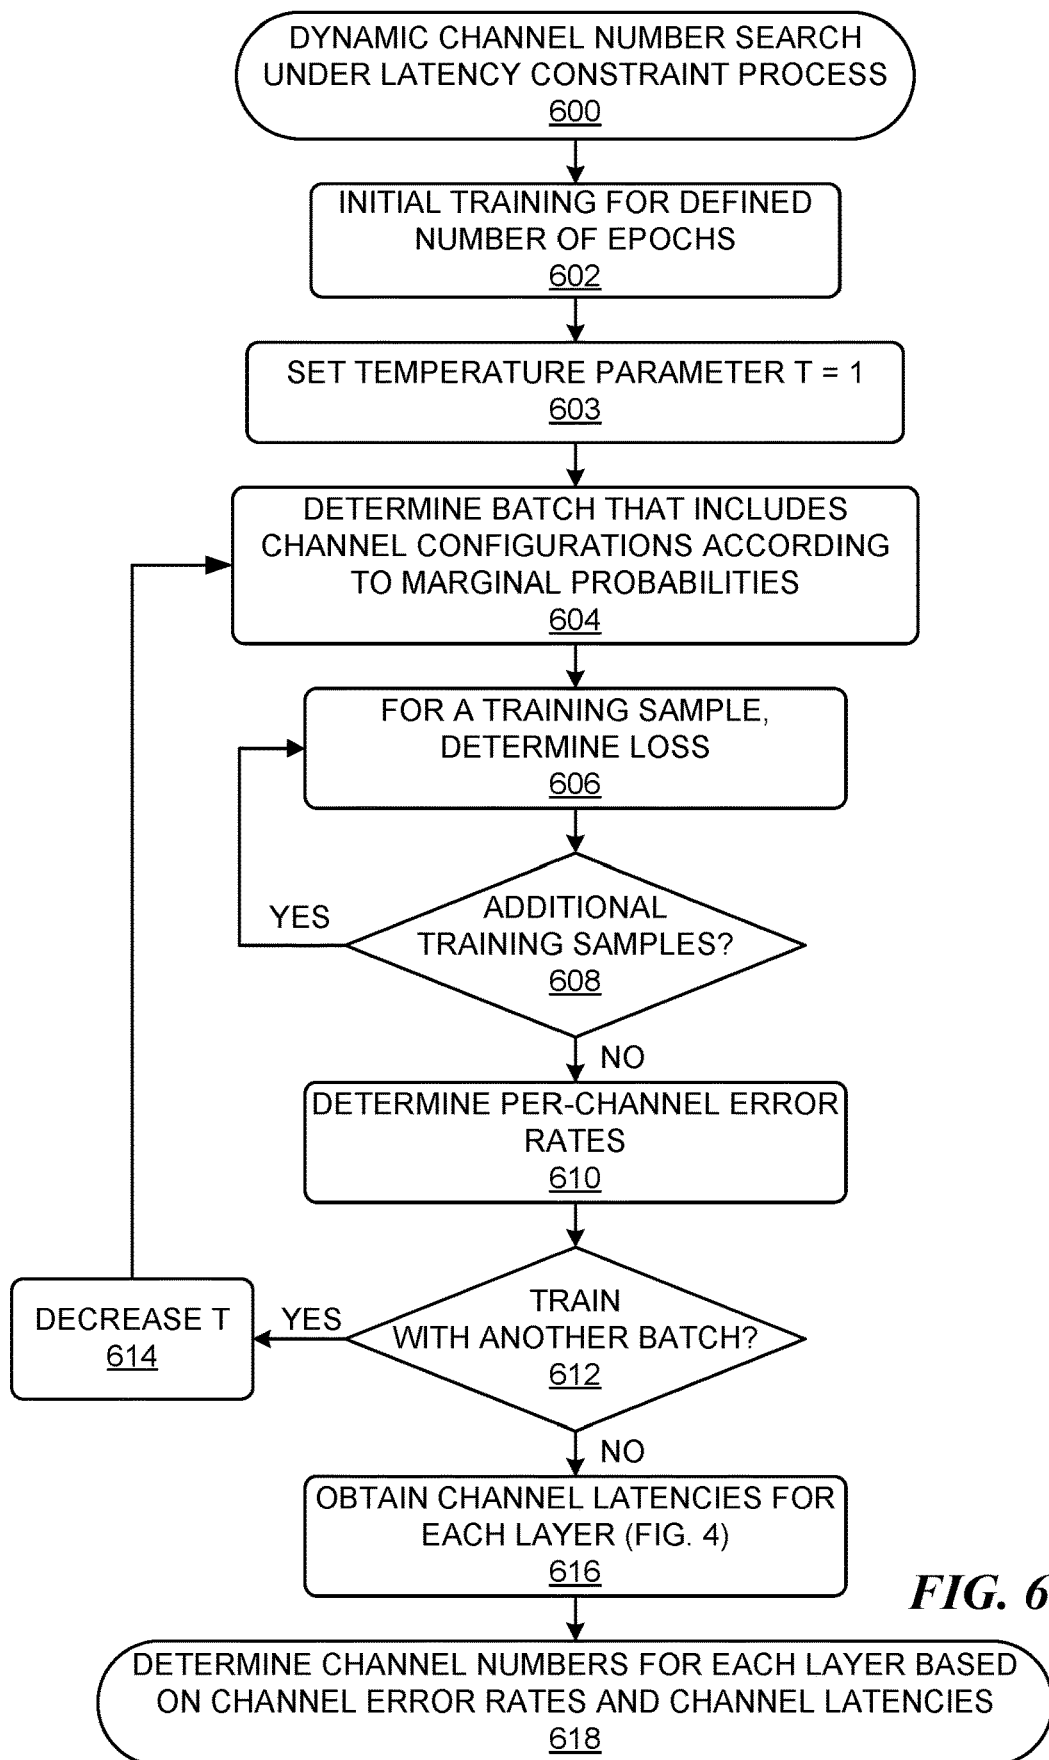 DYNAMIC CHANNEL NUMBER SEARCH
UNDER LATENCY CONSTRAINT PROCESS
600
INITIAL TRAINING FOR DEFINED
NUMBER OF EPOCHS
602
SET TEMPERATURE PARAMETER T = 1
603
DETERMINE BATCH THAT INCLUDES
CHANNEL CONFIGURATIONS ACCORDING
TO MARGINAL PROBABILITIES
604
FOR A TRAINING SAMPLE,
DETERMINE LOSS
606
YES
ADDITIONAL
TRAINING SAMPLES?
608
NO
DETERMINE PER-CHANNEL ERROR
RATES
610
DECREASE T
614
YES
TRAIN
WITH ANOTHER BATCH?
612
NO
OBTAIN CHANNEL LATENCIES FOR
EACH LAYER (FIG. 4)
616
FIG. 6
DETERMINE CHANNEL NUMBERS FOR EACH LAYER BASED
ON CHANNEL ERROR RATES AND CHANNEL LATENCIES
618